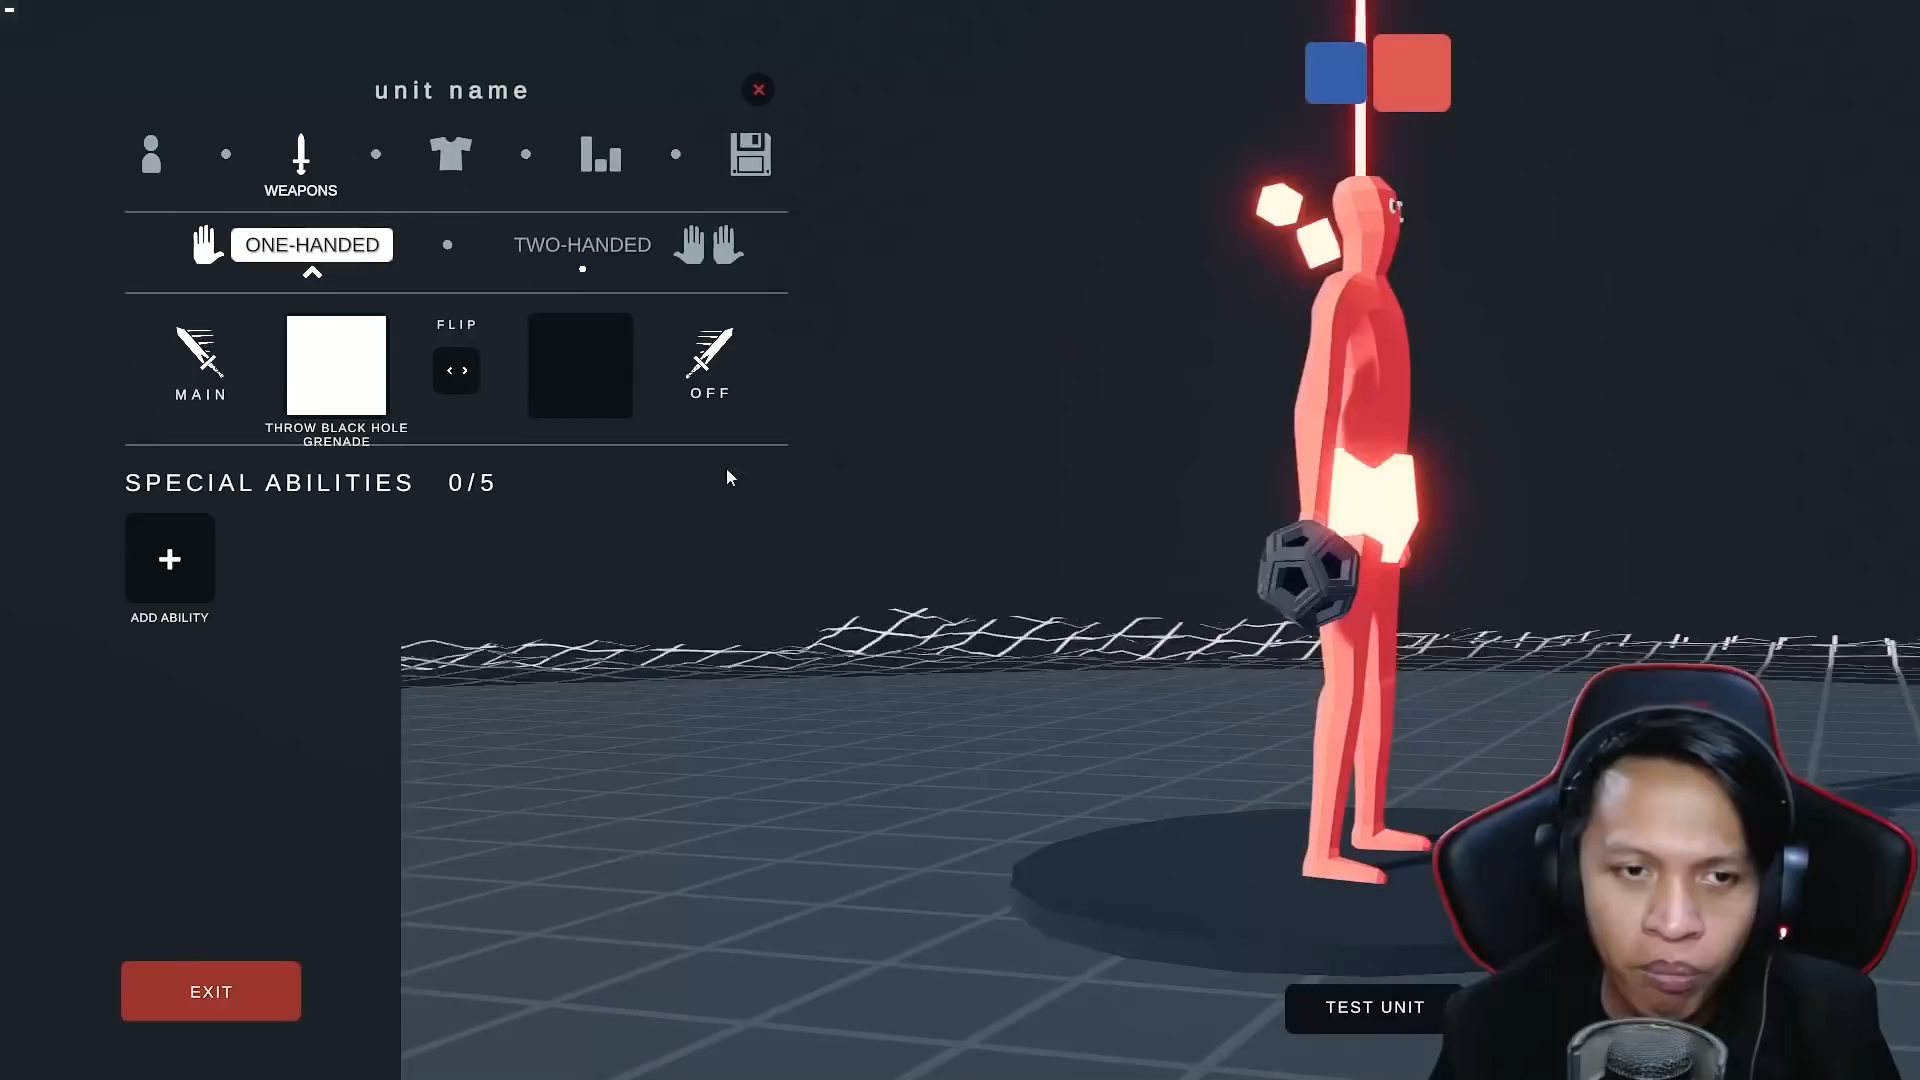 unit name
WEAPONS
ONE-HANDED
TWO-HANDED
FLIP
MAIN
OFF
THROW BLACK HOLE
GRENADE
SPECIAL ABILITIES 0/5
ADD ABILITY
EXIT
TEST UNIT